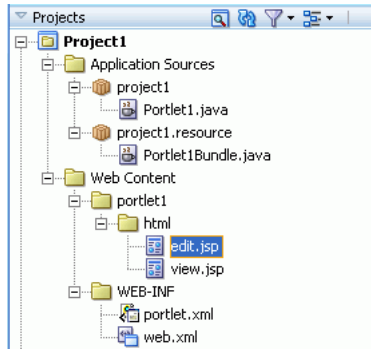 Projects
Project1
Application Sources
project1
Portlet1.java
project1.resource
Portlet1Bundle.java
Web Content
portlet1
html
edit.jsp
view.jsp
WEB-INF
portlet.xml
web.xml